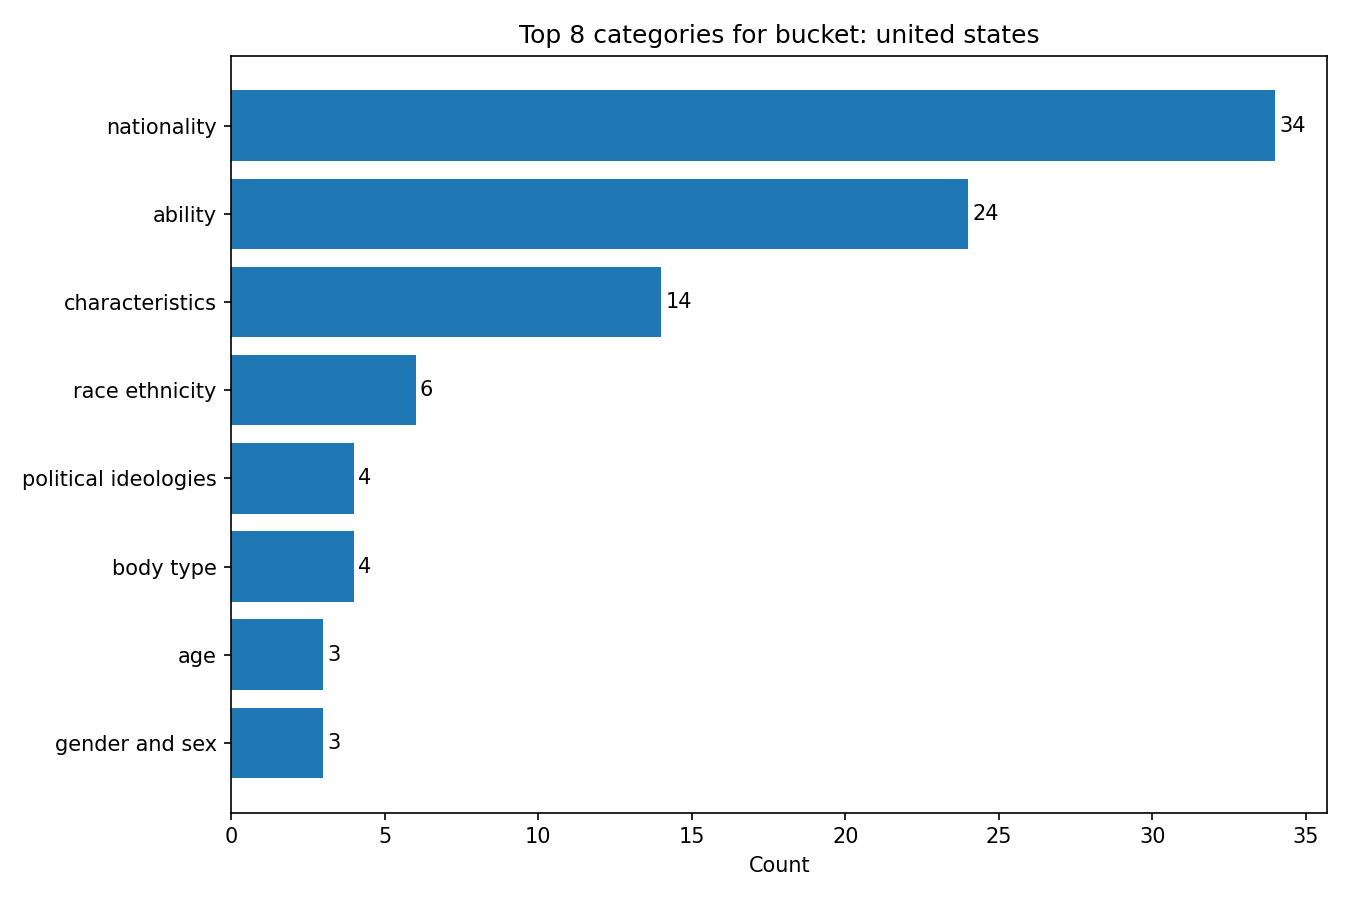 Top 8 categories for bucket: united states
nationality 34
ability 24
characteristics 14
race ethnicity 6
political ideologies 4
body type 4
age 3
gender and sex 3
0 5 10 15 20 25 30 35
Count